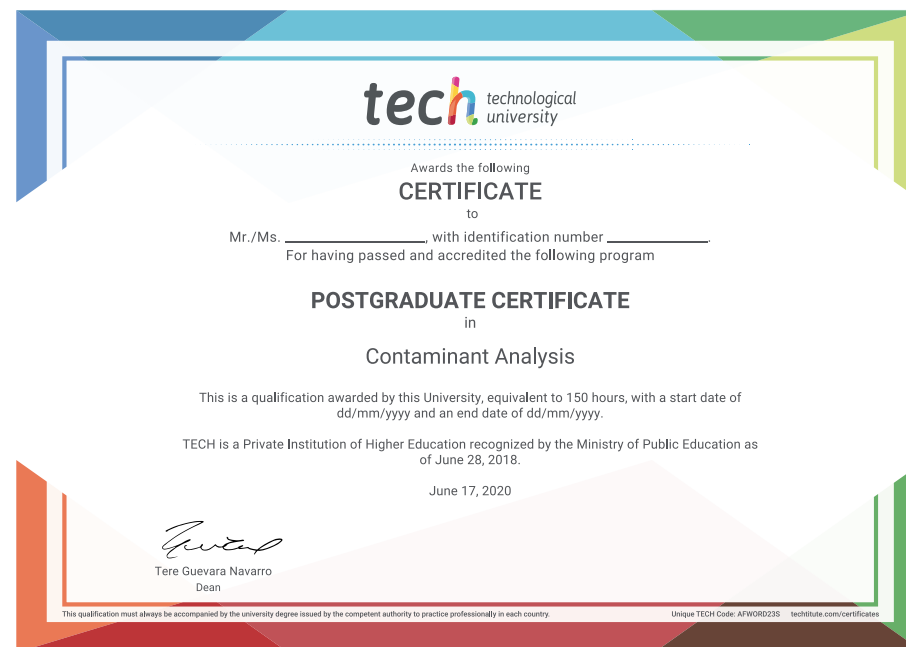 tech technological
university
Awards the following
CERTIFICATE
to
Mr./Ms. ____________________, with identification number ______________.
For having passed and accredited the following program
POSTGRADUATE CERTIFICATE
in
Contaminant Analysis
This is a qualification awarded by this University, equivalent to 150 hours, with a start date of
dd/mm/yyyy and an end date of dd/mm/yyyy.
TECH is a Private Institution of Higher Education recognized by the Ministry of Public Education as
of June 28, 2018.
June 17, 2020
Tere Guevara Navarro
Dean
This qualification must always be accompanied by the university degree issued by the competent authority to practice professionally in each country. Unique TECH Code: AFWORD23S techtitute.com/certificates